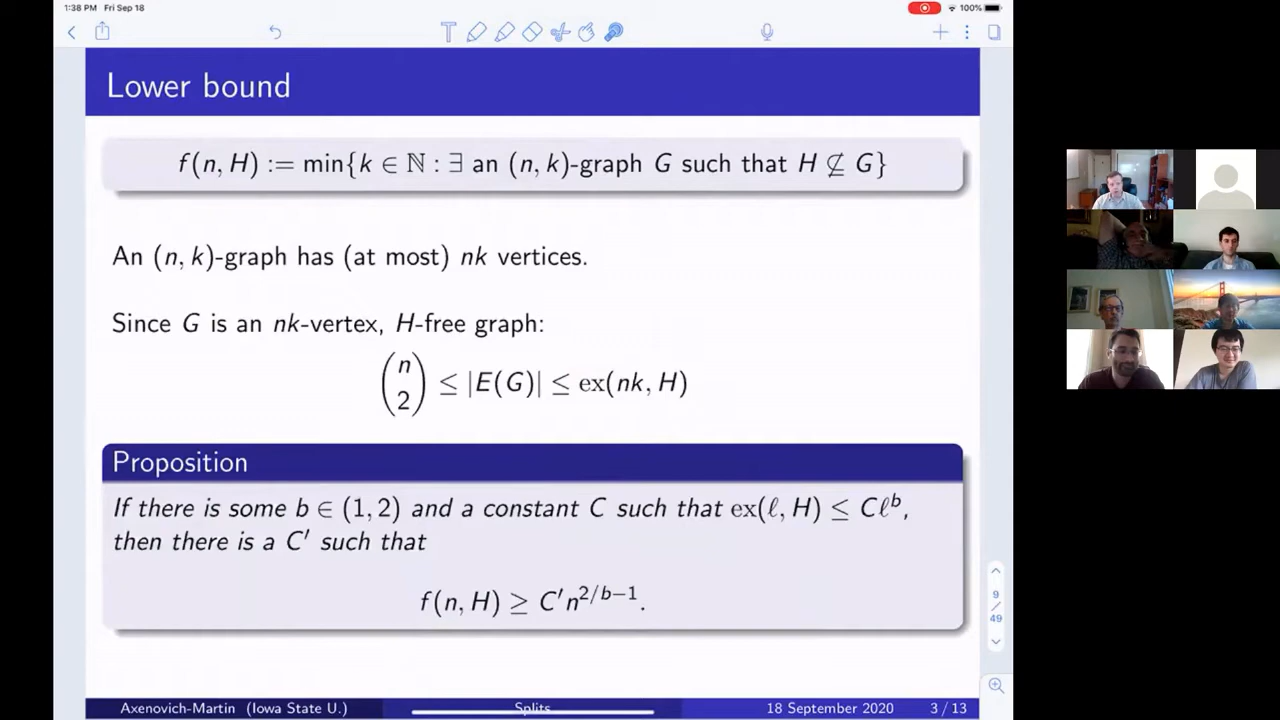 1:38 PM Fri Sep 18
100%
Lower bound
f(n, H) := min{k ∈ ℕ : ∃ an (n, k)-graph G such that H ⊈ G}
An (n, k)-graph has (at most) nk vertices.
Since G is an nk-vertex, H-free graph:
(n 2) ≤ |E(G)| ≤ ex(nk, H)
Proposition
If there is some b ∈ (1, 2) and a constant C such that ex(ℓ, H) ≤ Cℓ^b,
then there is a C′ such that
f(n, H) ≥ C′n^{2/b−1}.
9
/
49
Axenovich-Martin (Iowa State U.) Splits 18 September 2020 3 / 13